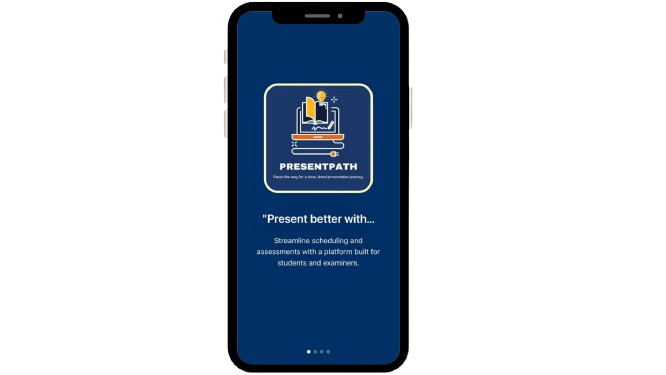 PRESENTPATH
Paves the way for a clear, timed presentation journey
"Present better with...
Streamline scheduling and
assessments with a platform built for
students and examiners.